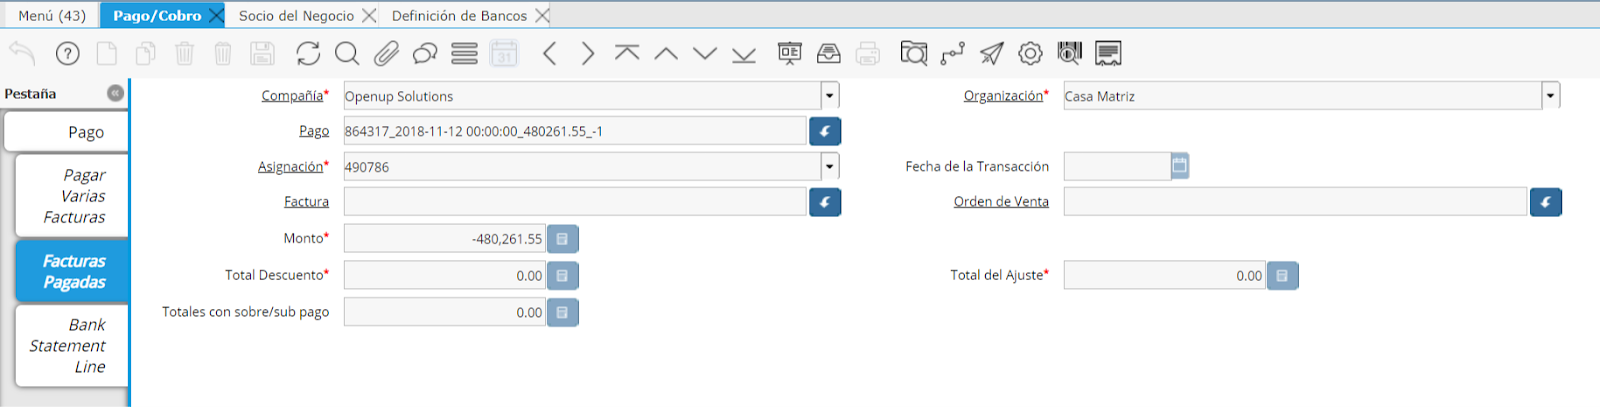 Menú (43) Pago/Cobro Socio del Negocio Definición de Bancos
31
Pestaña
Compañía* Openup Solutions Organización* Casa Matriz
Pago
Pago 864317_2018-11-12 00:00:00_480261.55_-1
Asignación* 490786 Fecha de la Transacción
Pagar
Varias
Facturas
Factura Orden de Venta
Monto* -480,261.55
Facturas
Pagadas
Total Descuento* 0.00 Total del Ajuste* 0.00
Totales con sobre/sub pago 0.00
Bank
Statement
Line